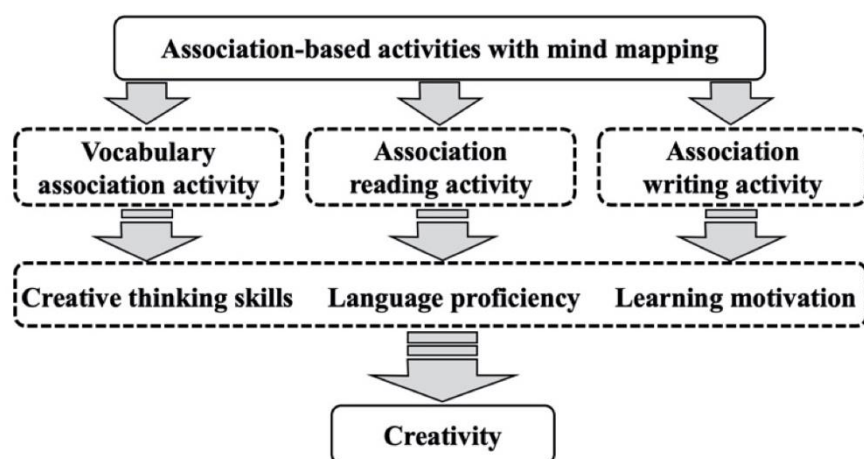 Association-based activities with mind mapping
Vocabulary
association activity
Association
reading activity
Association
writing activity
Creative thinking skills
Language proficiency
Learning motivation
Creativity